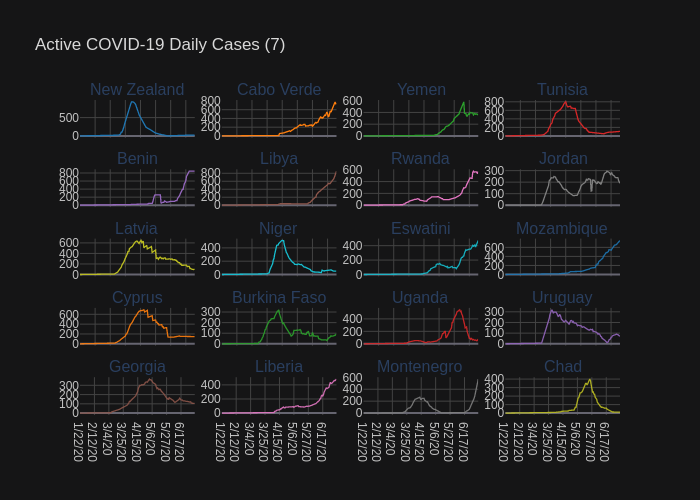 Active COVID-19 Daily Cases (7)
New Zealand Cabo Verde Yemen Tunisia
500 0 800 600 400 200 0 600 400 200 0 800 600 400 200 0
Benin Libya Rwanda Jordan
800 600 400 200 0 800 600 400 200 0 600 400 200 0 300 200 100 0
Latvia Niger Eswatini Mozambique
600 400 200 0 400 200 0 400 200 0 600 400 200 0
Cyprus Burkina Faso Uganda Uruguay
600 400 200 0 300 200 100 0 400 200 0 300 200 100 0
Georgia Liberia Montenegro Chad
300 200 100 0 400 200 0 600 400 200 0 400 300 200 100 0
1/22/20 2/12/20 3/4/20 3/25/20 4/15/20 5/6/20 5/27/20 6/17/20 1/22/20 2/12/20 3/4/20 3/25/20 4/15/20 5/6/20 5/27/20 6/17/20 1/22/20 2/12/20 3/4/20 3/25/20 4/15/20 5/6/20 5/27/20 6/17/20 1/22/20 2/12/20 3/4/20 3/25/20 4/15/20 5/6/20 5/27/20 6/17/20